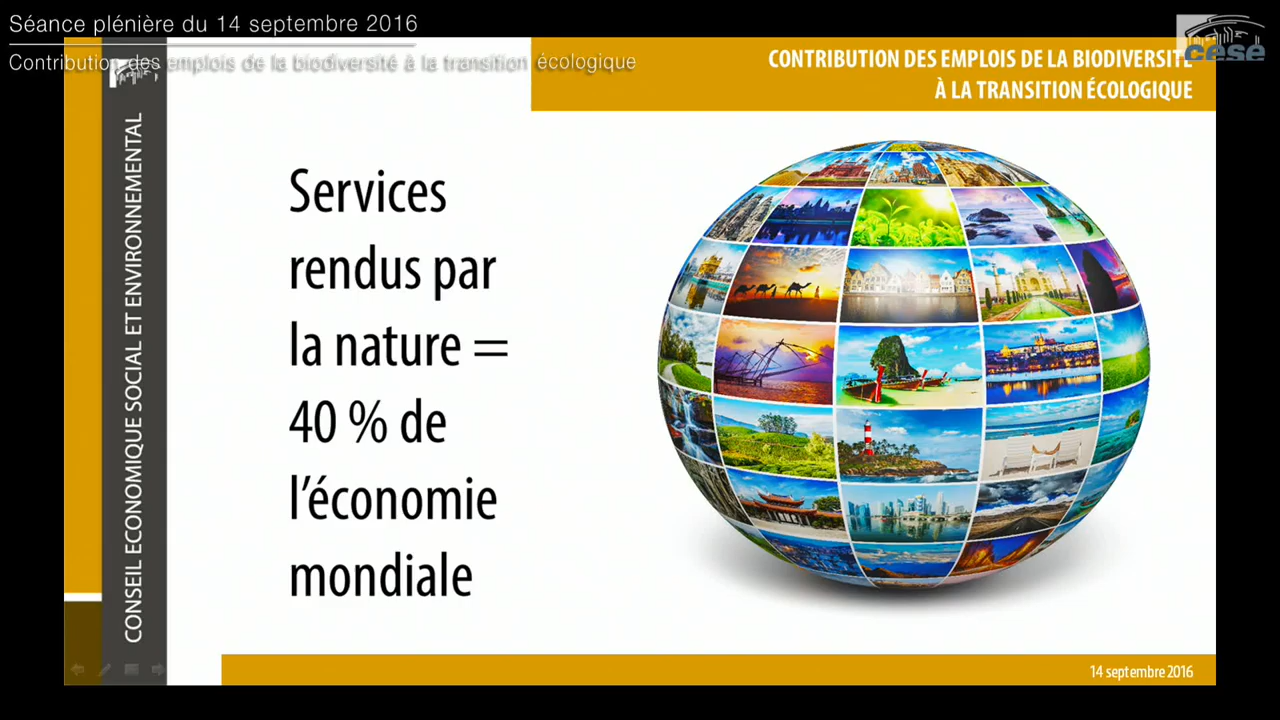 Séance plénière du 14 septembre 2016
Contribution des emplois de la biodiversité à la transition écologique
cese
CONTRIBUTION DES EMPLOIS DE LA BIODIVERSITÉ
À LA TRANSITION ÉCOLOGIQUE
CONSEIL ECONOMIQUE SOCIAL ET ENVIRONNEMENTAL
Services
rendus par
la nature =
40 % de
l'économie
mondiale
14 septembre 2016